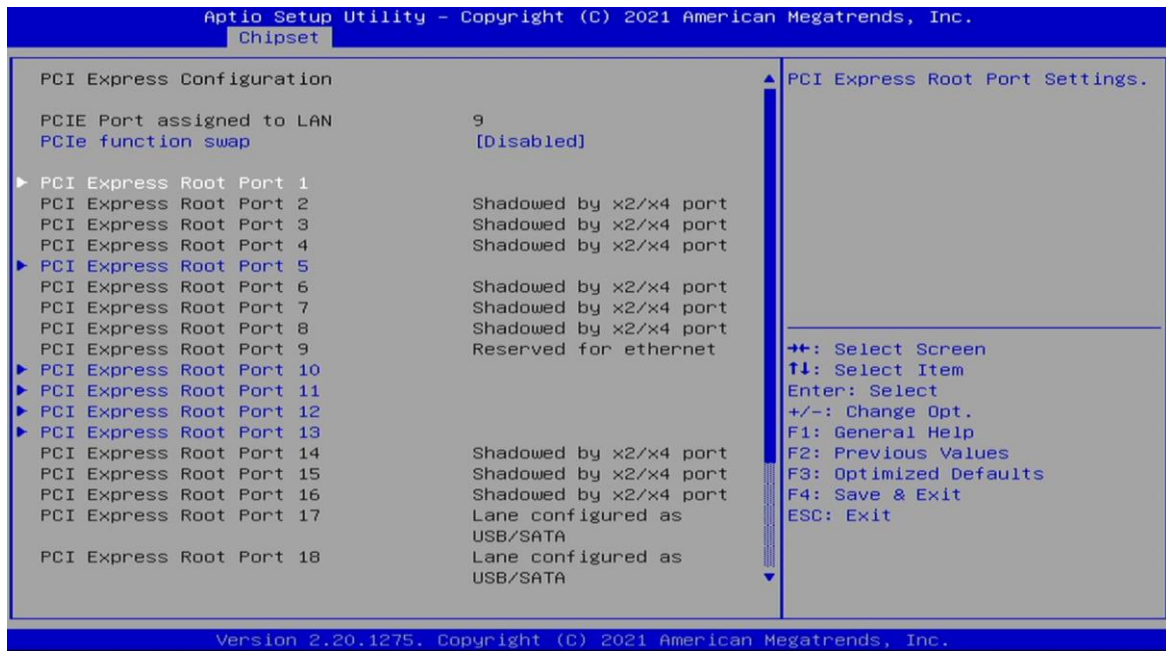 Aptio Setup Utility – Copyright (C) 2021 American Megatrends, Inc.
Chipset
PCI Express Configuration
PCIE Port assigned to LAN 9
PCIe function swap [Disabled]
▶ PCI Express Root Port 1
PCI Express Root Port 2 Shadowed by x2/x4 port
PCI Express Root Port 3 Shadowed by x2/x4 port
PCI Express Root Port 4 Shadowed by x2/x4 port
▶ PCI Express Root Port 5
PCI Express Root Port 6 Shadowed by x2/x4 port
PCI Express Root Port 7 Shadowed by x2/x4 port
PCI Express Root Port 8 Shadowed by x2/x4 port
PCI Express Root Port 9 Reserved for ethernet
▶ PCI Express Root Port 10
▶ PCI Express Root Port 11
▶ PCI Express Root Port 12
▶ PCI Express Root Port 13
PCI Express Root Port 14 Shadowed by x2/x4 port
PCI Express Root Port 15 Shadowed by x2/x4 port
PCI Express Root Port 16 Shadowed by x2/x4 port
PCI Express Root Port 17 Lane configured as
USB/SATA
PCI Express Root Port 18 Lane configured as
USB/SATA
PCI Express Root Port Settings.
→←: Select Screen
↑↓: Select Item
Enter: Select
+/-: Change Opt.
F1: General Help
F2: Previous Values
F3: Optimized Defaults
F4: Save & Exit
ESC: Exit
Version 2.20.1275. Copyright (C) 2021 American Megatrends, Inc.